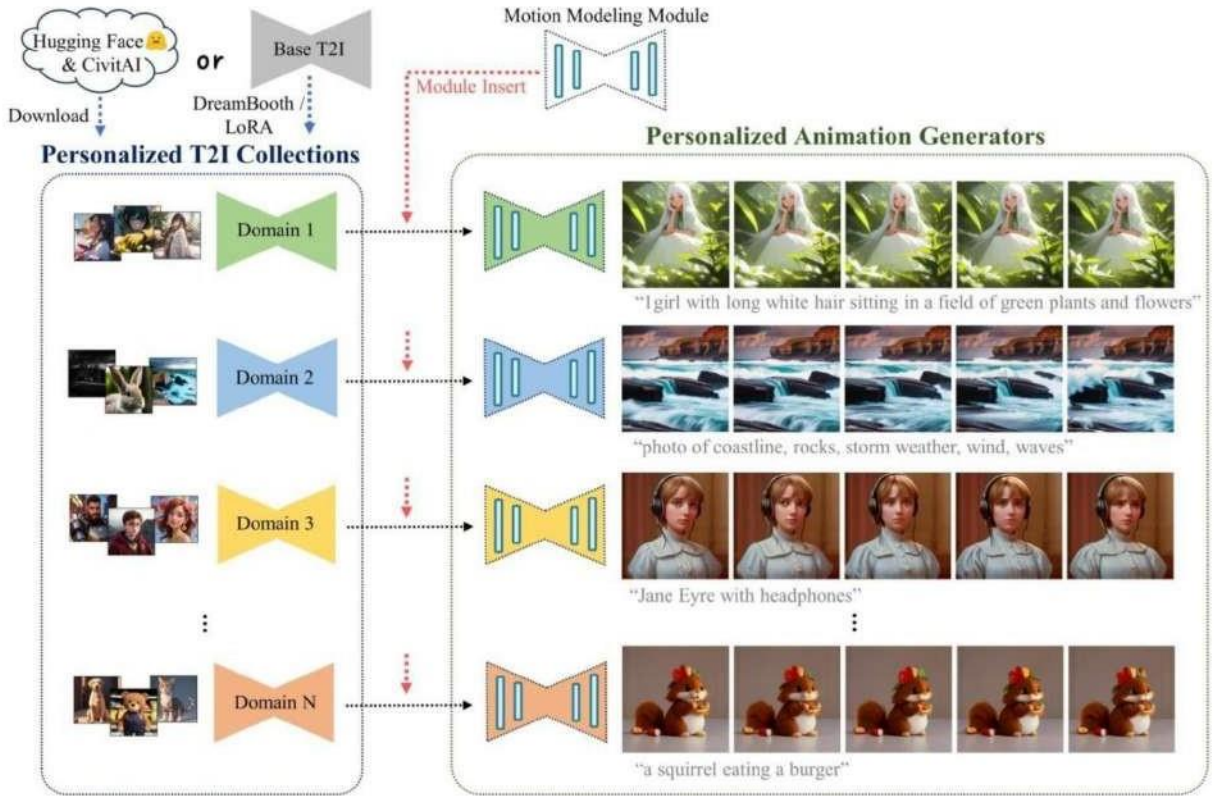 Motion Modeling Module
Hugging Face 🤗
& CivitAI
or
Base T2I
Module Insert
Download
DreamBooth /
LoRA
Personalized T2I Collections
Personalized Animation Generators
Domain 1
“1girl with long white hair sitting in a field of green plants and flowers”
Domain 2
“photo of coastline, rocks, storm weather, wind, waves”
Domain 3
“Jane Eyre with headphones”
Domain N
“a squirrel eating a burger”